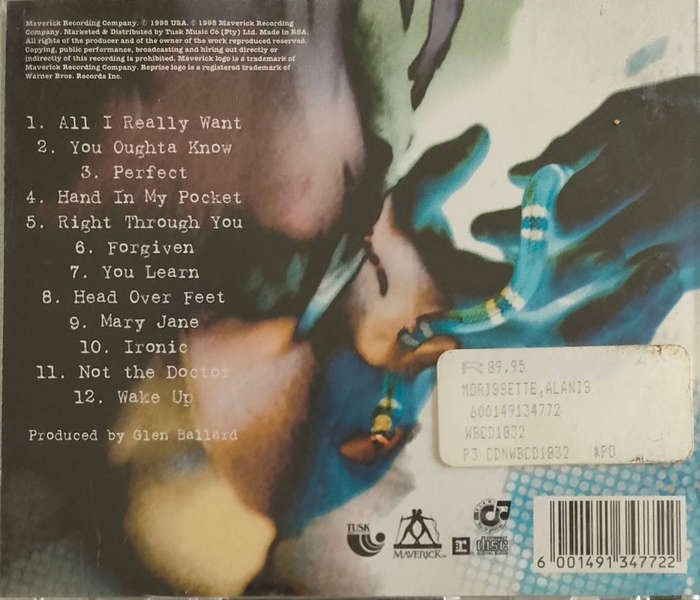 Maverick Recording Company. Ⓟ 1995 USA. © 1995 Maverick Recording
Company. Marketed & Distributed by Tusk Music Co (Pty) Ltd. Made in RSA.
All rights of the producer and of the owner of the work reproduced reserved.
Copying, public performance, broadcasting and hiring out directly or
indirectly of this recording is prohibited. Maverick logo is a trademark of
Maverick Recording Company. Reprise logo is a registered trademark of
Warner Bros. Records Inc.
1. All I Really Want
2. You Oughta Know
3. Perfect
4. Hand In My Pocket
5. Right Through You
6. Forgiven
7. You Learn
8. Head Over Feet
9. Mary Jane
10. Ironic
11. Not the Doctor
12. Wake Up
Produced by Glen Ballard
R 89.95
MORISSETTE,ALANIS
600149134772
WBCD1832
P3 CDNWBCD1832 *PO
TUSK
MAVERICK
R
disc
6 001491 347722